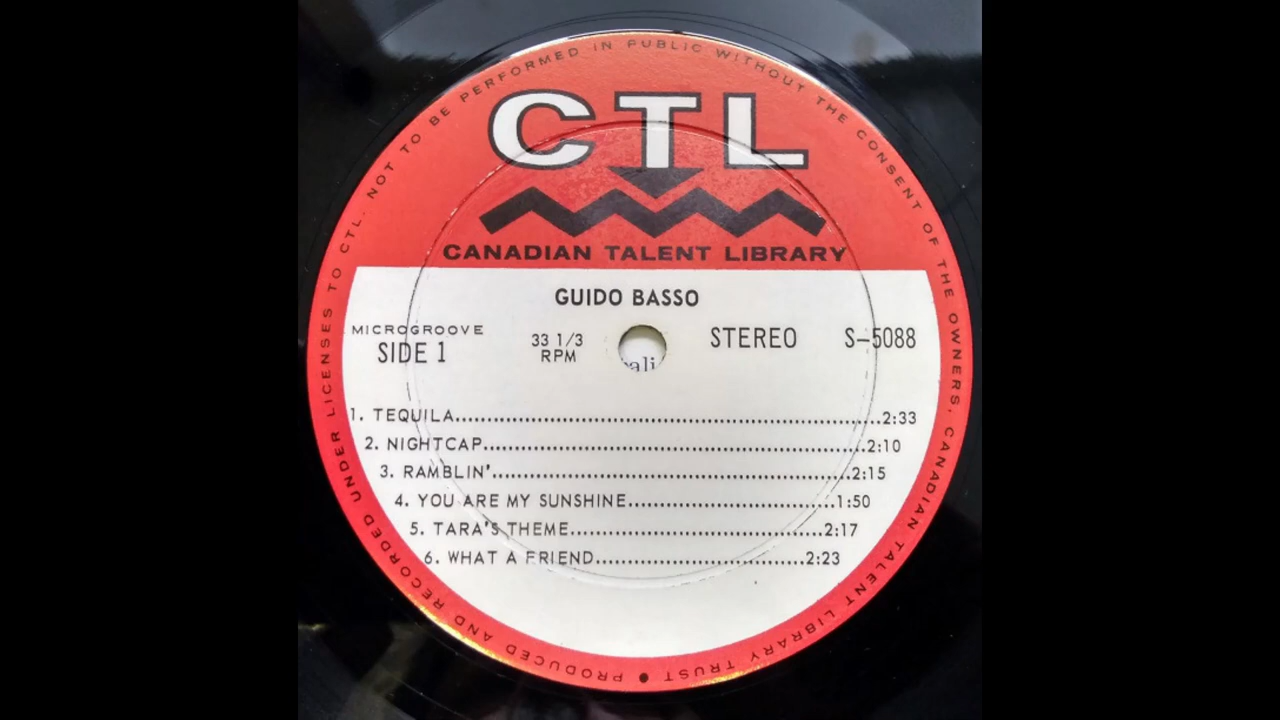 PRODUCED AND RECORDED UNDER LICENSES TO CTL. NOT TO BE PERFORMED IN PUBLIC WITHOUT THE CONSENT OF THE OWNERS, CANADIAN TALENT LIBRARY TRUST •
CTL
CANADIAN TALENT LIBRARY
GUIDO BASSO
MICROGROOVE
SIDE 1
33 1/3
RPM
STEREO
S-5088
1. TEQUILA..........2:33
2. NIGHTCAP..........2:10
3. RAMBLIN'..........2:15
4. YOU ARE MY SUNSHINE..........1:50
5. TARA'S THEME..........2:17
6. WHAT A FRIEND..........2:23